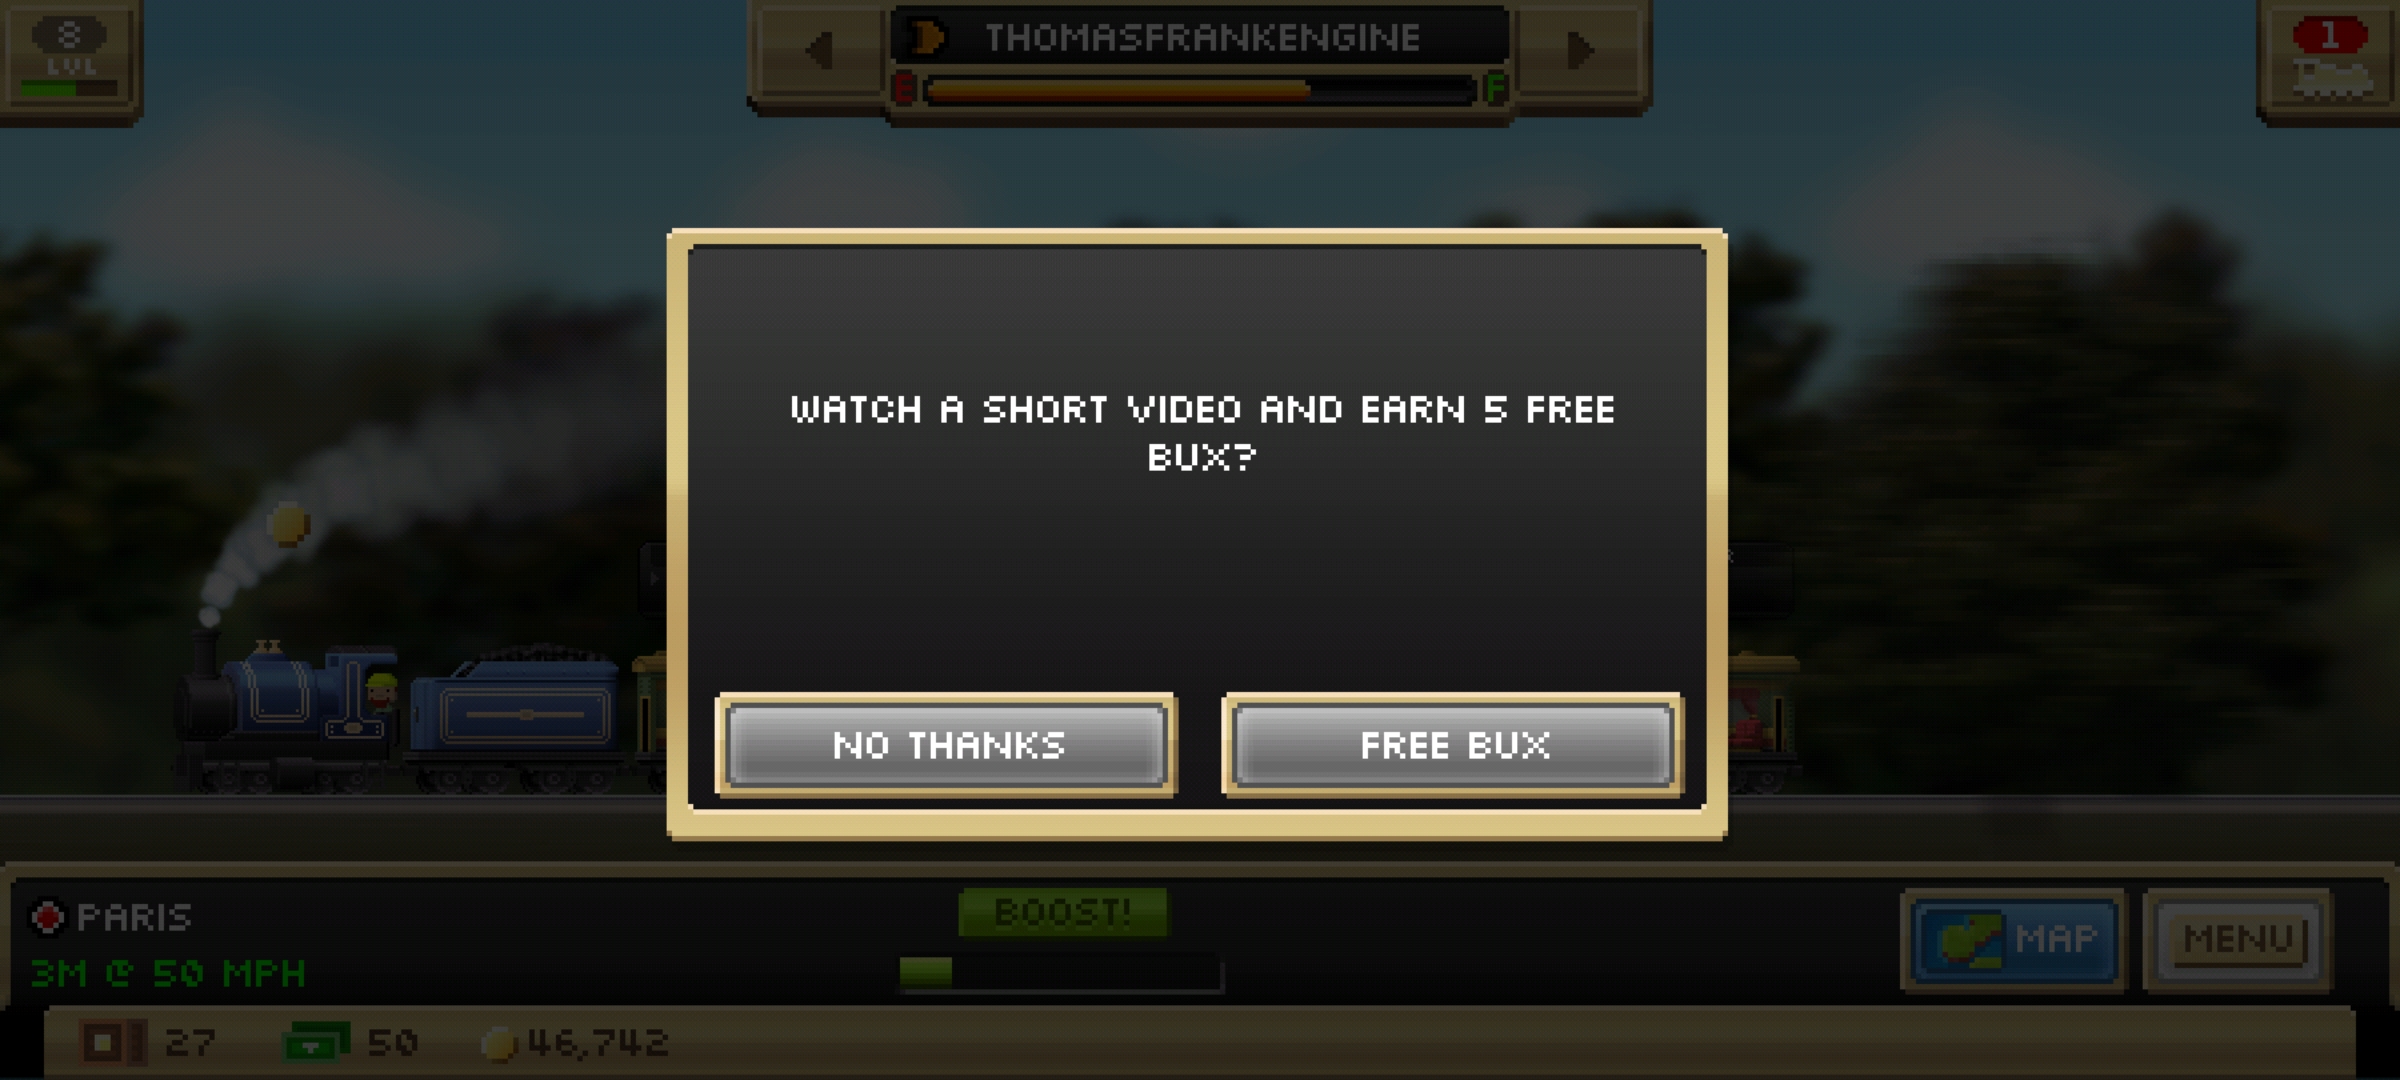 8
LVL
THOMASFRANKENGINE
E F
1
WATCH A SHORT VIDEO AND EARN 5 FREE
BUX?
NO THANKS
FREE BUX
PARIS
3M @ 50 MPH
BOOST!
MAP
MENU
27
50
46,742